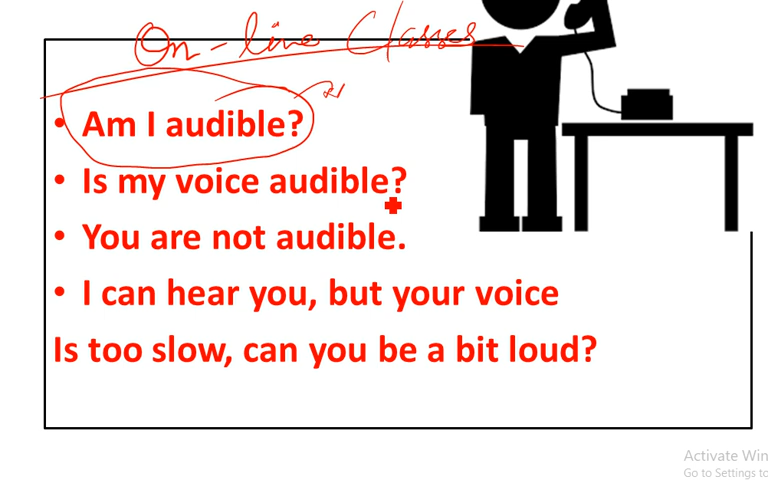 On-line Classes
• Am I audible?
• Is my voice audible?
• You are not audible.
• I can hear you, but your voice
Is too slow, can you be a bit loud?
Activate Win
Go to Settings to